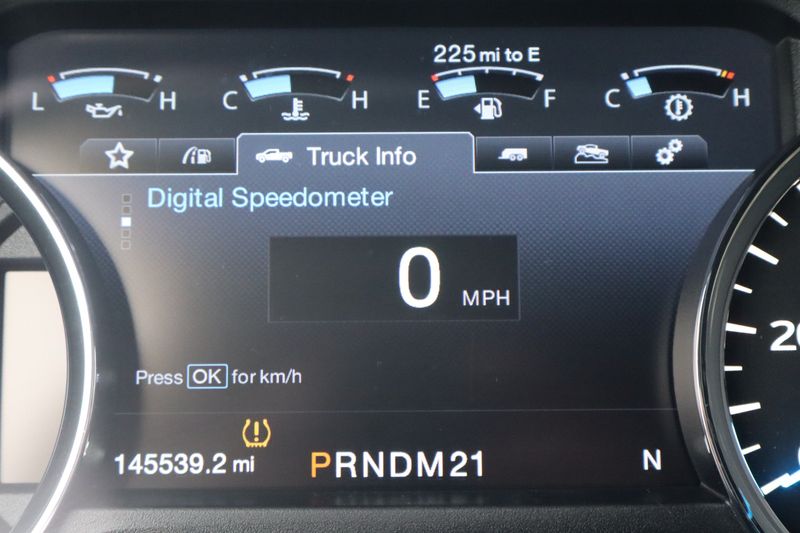 225 mi to E
L H C H E F C H
Truck Info
Digital Speedometer
0 MPH
Press OK for km/h
145539.2 mi PRNDM21 N